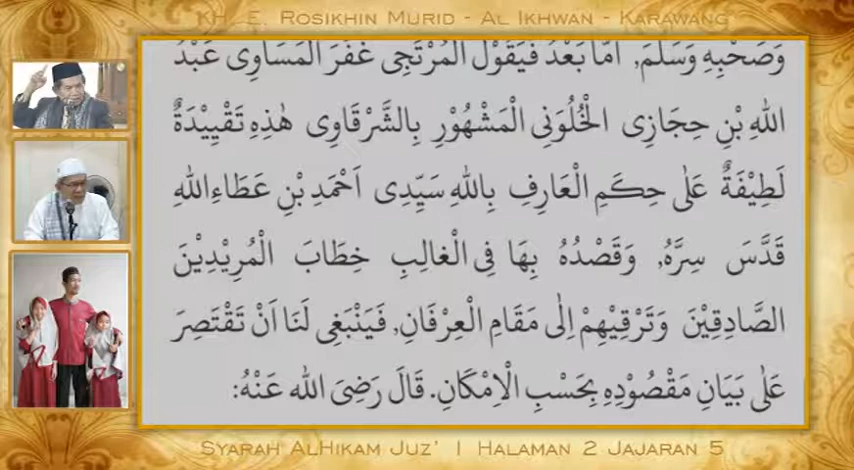 KH. E. Rosikhin Murid - Al Ikhwan - Karawang
وَصَحْبِهِ وَسَلَّمَ, اَمَّا بَعْدُ فَيَقُوْلُ الْمُرْتَجِى غَفْرَ الْمَسَاوِى عَبْدُ
اللهِ بْنِ حِجَازِى الْخُلُوَنِى الْمَشْهُوْرِ بِالشَّرْقَاوِى هٰذِهِ تَقْيِيْدَةٌ
لَطِيْفَةٌ عَلٰى حِكَمِ الْعَارِفِ بِاللهِ سَيِّدِى اَحْمَدِ بْنِ عَطَاءِ اللهِ
قَدَّسَ سِرَّهُ, وَقَصْدُهُ بِهَا فِى الْغَالِبِ خِطَابَ الْمُرِيْدِيْنَ
الصَّادِقِيْنَ وَتَرْقِيْهِمْ اِلٰى مَقَامِ الْعِرْفَانِ, فَيَنْبَغِى لَنَا اَنْ تَقْتَصِرَ
عَلٰى بَيَانِ مَقْصُوْدِهِ بِحَسْبِ الْاِمْكَانِ. قَالَ رَضِىَ الله عَنْهُ:
Syarah AlHikam Juz' 1 Halaman 2 Jajaran 5